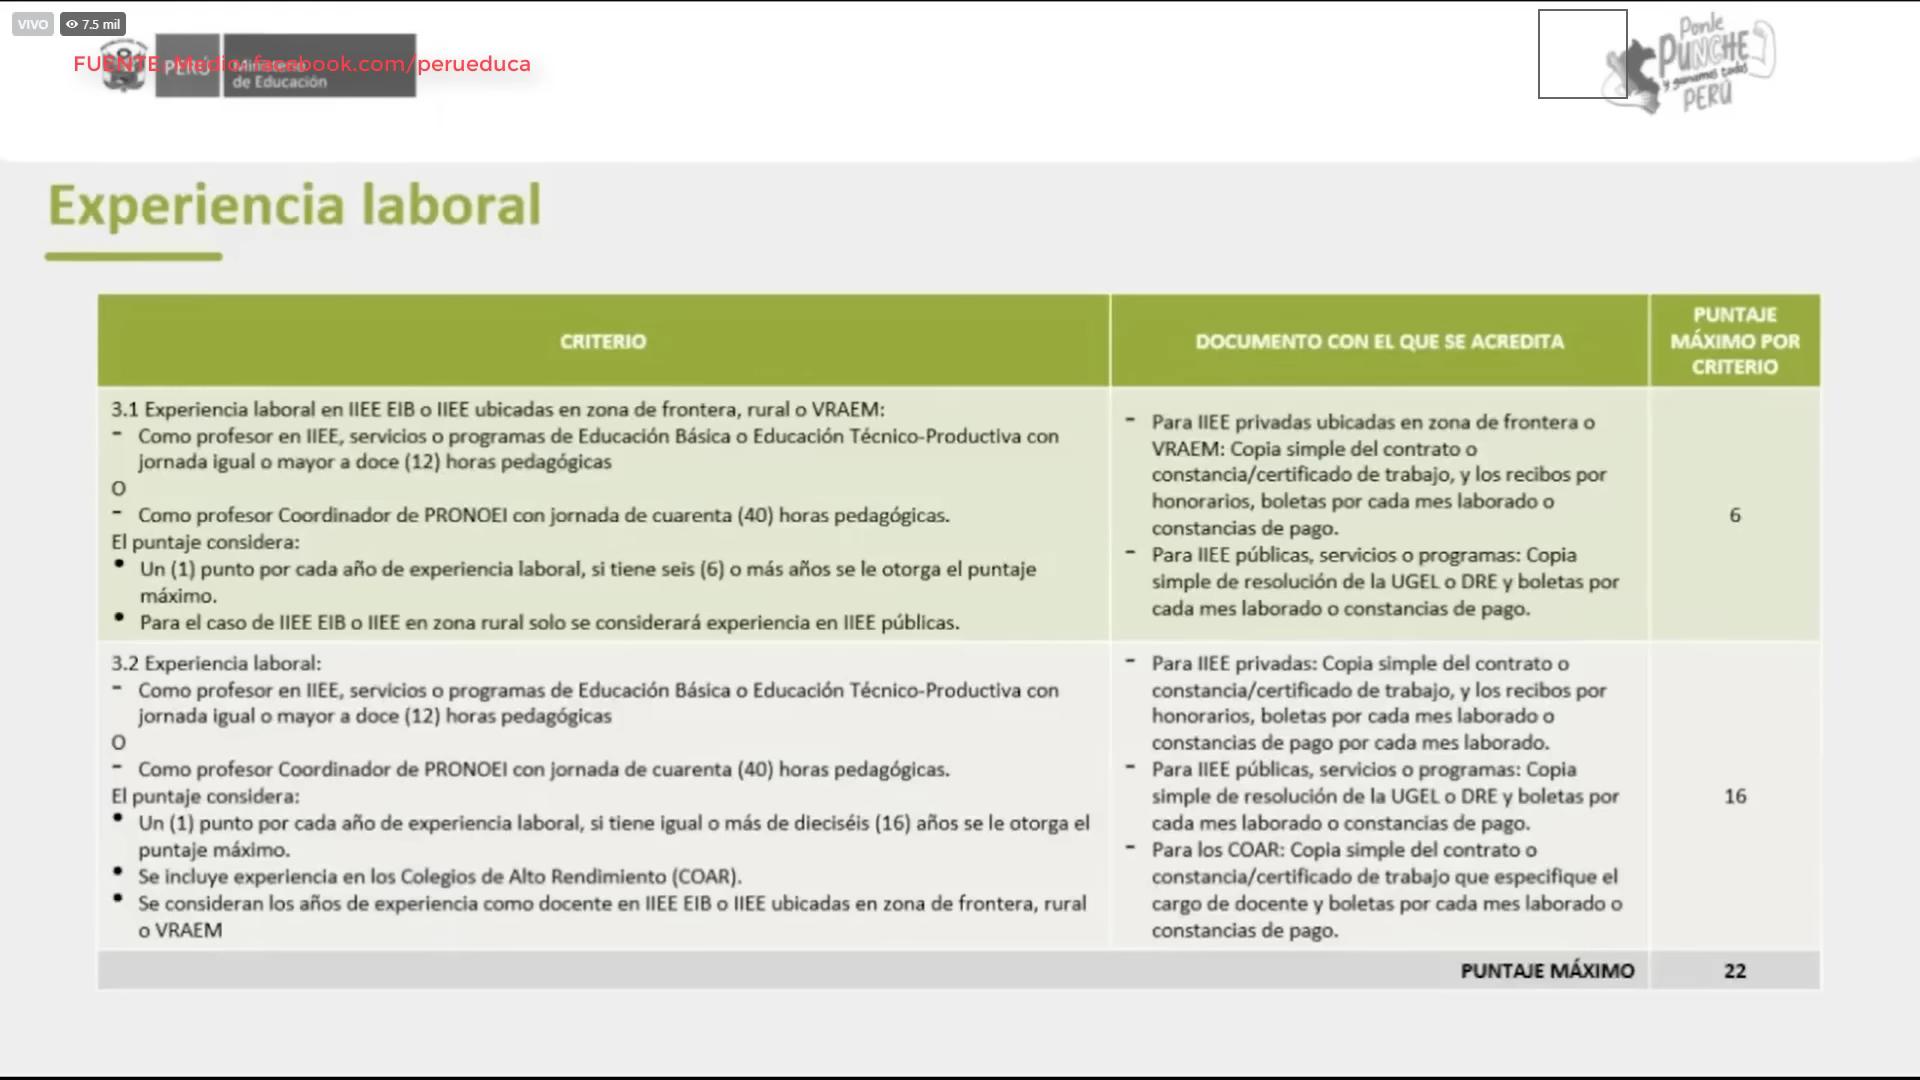 VIVO
7.5 mil
FUENTE: Medio: facebook.com/perueduca
PERÚ
Ministerio
de Educación
Ponle
PUNCHE
y ganamos todos
PERÚ
Experiencia laboral
CRITERIO
DOCUMENTO CON EL QUE SE ACREDITA
PUNTAJE
MÁXIMO POR
CRITERIO
3.1 Experiencia laboral en IIEE EIB o IIEE ubicadas en zona de frontera, rural o VRAEM:
- Como profesor en IIEE, servicios o programas de Educación Básica o Educación Técnico-Productiva con
jornada igual o mayor a doce (12) horas pedagógicas
O
- Como profesor Coordinador de PRONOEI con jornada de cuarenta (40) horas pedagógicas.
El puntaje considera:
• Un (1) punto por cada año de experiencia laboral, si tiene seis (6) o más años se le otorga el puntaje
máximo.
• Para el caso de IIEE EIB o IIEE en zona rural solo se considerará experiencia en IIEE públicas.
- Para IIEE privadas ubicadas en zona de frontera o
VRAEM: Copia simple del contrato o
constancia/certificado de trabajo, y los recibos por
honorarios, boletas por cada mes laborado o
constancias de pago.
- Para IIEE públicas, servicios o programas: Copia
simple de resolución de la UGEL o DRE y boletas por
cada mes laborado o constancias de pago.
6
3.2 Experiencia laboral:
- Como profesor en IIEE, servicios o programas de Educación Básica o Educación Técnico-Productiva con
jornada igual o mayor a doce (12) horas pedagógicas
O
- Como profesor Coordinador de PRONOEI con jornada de cuarenta (40) horas pedagógicas.
El puntaje considera:
• Un (1) punto por cada año de experiencia laboral, si tiene igual o más de dieciséis (16) años se le otorga el
puntaje máximo.
• Se incluye experiencia en los Colegios de Alto Rendimiento (COAR).
• Se consideran los años de experiencia como docente en IIEE EIB o IIEE ubicadas en zona de frontera, rural
o VRAEM
- Para IIEE privadas: Copia simple del contrato o
constancia/certificado de trabajo, y los recibos por
honorarios, boletas por cada mes laborado o
constancias de pago por cada mes laborado.
- Para IIEE públicas, servicios o programas: Copia
simple de resolución de la UGEL o DRE y boletas por
cada mes laborado o constancias de pago.
- Para los COAR: Copia simple del contrato o
constancia/certificado de trabajo que especifique el
cargo de docente y boletas por cada mes laborado o
constancias de pago.
16
PUNTAJE MÁXIMO
22